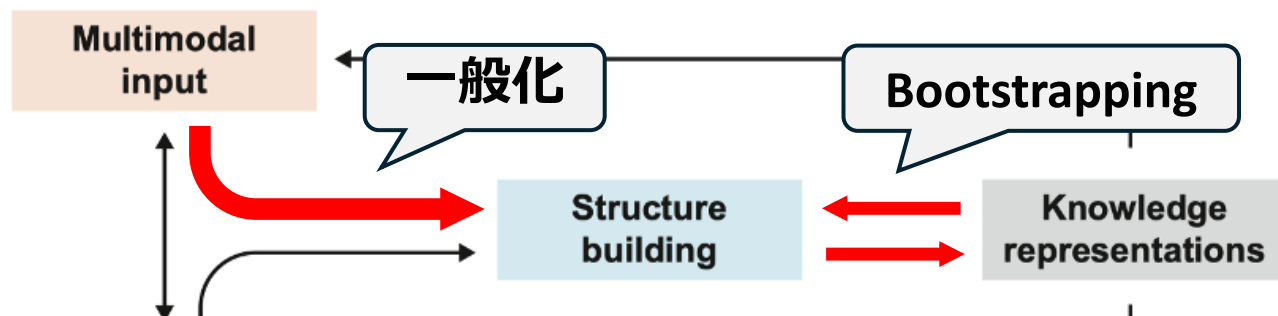 Multimodal
input
一般化
Bootstrapping
Structure
building
Knowledge
representations